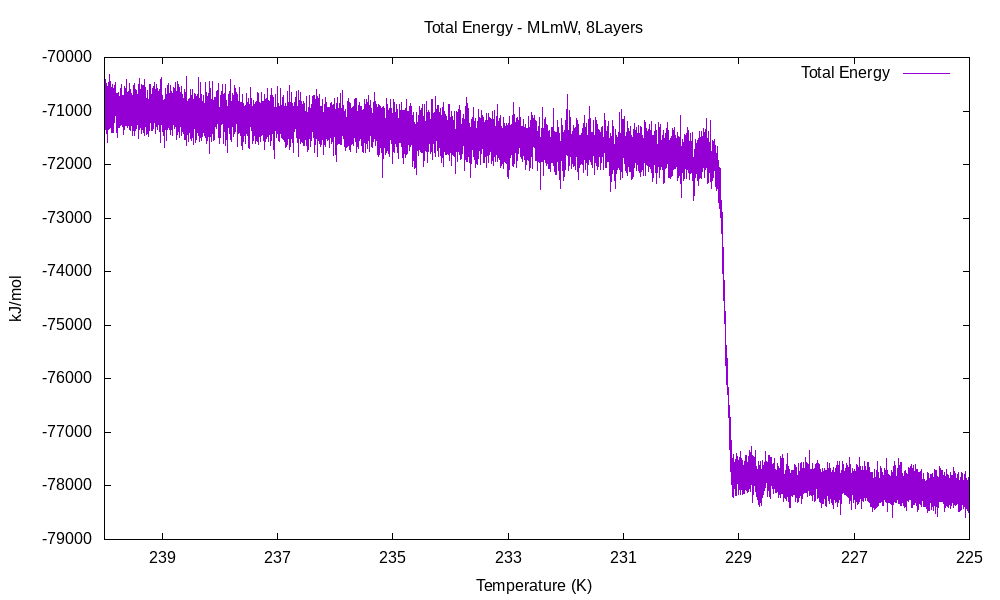 Total Energy - MLmW, 8Layers
Total Energy
-70000
-71000
-72000
-73000
-74000
-75000
-76000
-77000
-78000
-79000
kJ/mol
239 237 235 233 231 229 227 225
Temperature (K)